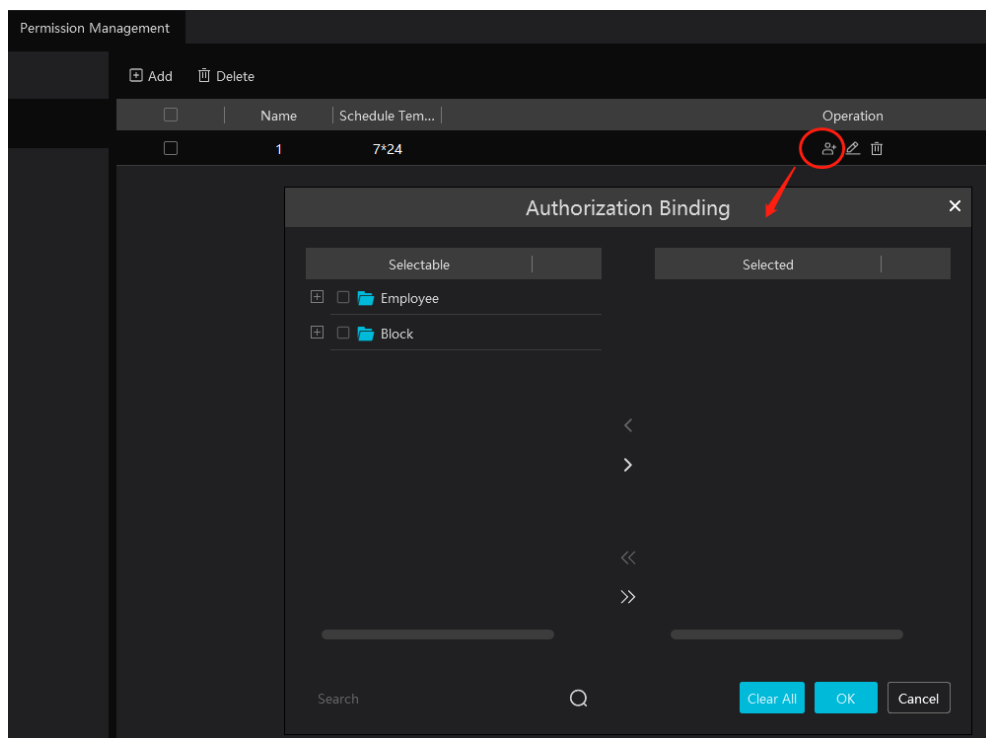 Permission Management
Add Delete
Name Schedule Tem... Operation
1 7*24
Authorization Binding
Selectable Selected
Employee
Block
Search Clear All OK Cancel